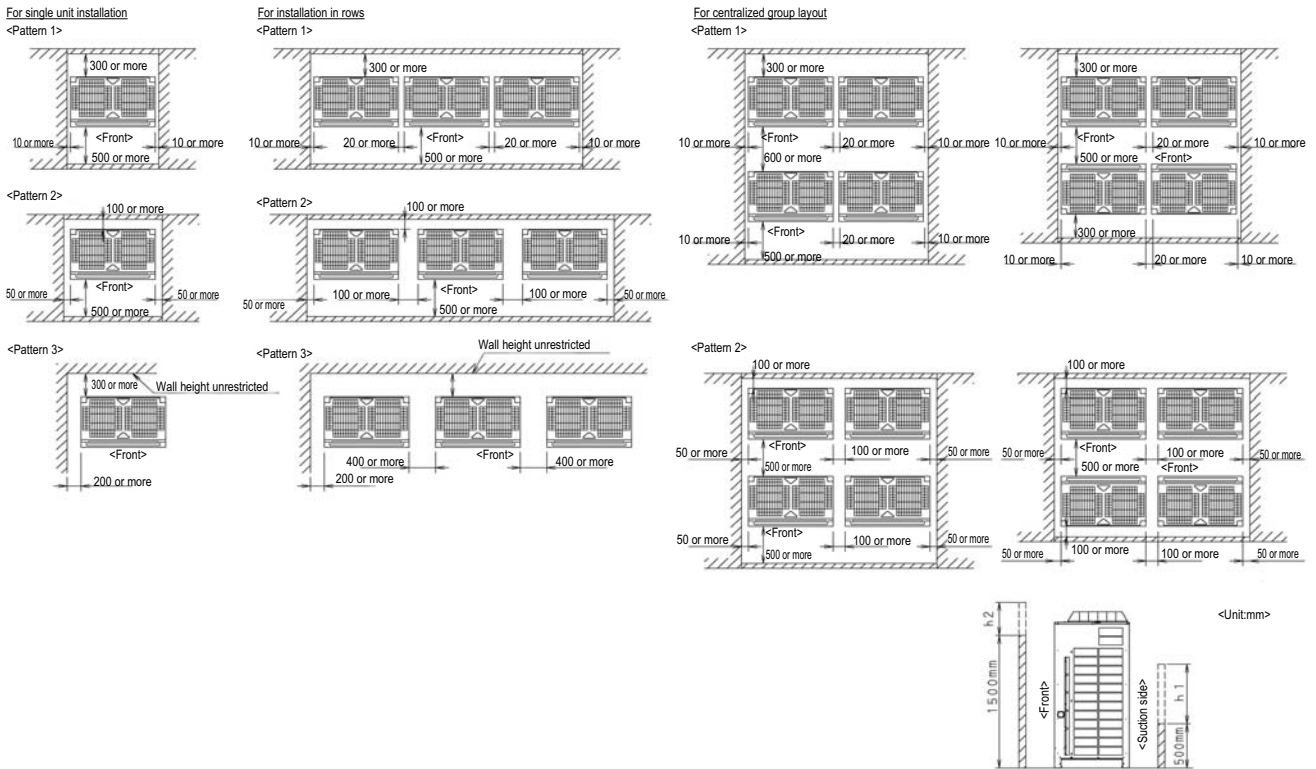 For single unit installation
<Pattern 1>
300 or more
<Front>
10 or more
10 or more
500 or more
<Pattern 2>
100 or more
<Front>
50 or more
50 or more
500 or more
<Pattern 3>
300 or more
Wall height unrestricted
<Front>
200 or more
For installation in rows
<Pattern 1>
300 or more
<Front>
10 or more
20 or more
20 or more
10 or more
500 or more
<Pattern 2>
100 or more
<Front>
100 or more
100 or more
50 or more
50 or more
500 or more
<Pattern 3>
Wall height unrestricted
400 or more
<Front>
400 or more
200 or more
For centralized group layout
<Pattern 1>
300 or more
<Front>
10 or more
20 or more
10 or more
600 or more
<Front>
10 or more
20 or more
10 or more
500 or more
300 or more
<Front>
10 or more
20 or more
10 or more
500 or more
<Front>
300 or more
10 or more
20 or more
10 or more
<Pattern 2>
100 or more
<Front>
50 or more
100 or more
50 or more
500 or more
<Front>
50 or more
100 or more
50 or more
500 or more
100 or more
<Front>
50 or more
100 or more
50 or more
500 or more
<Front>
50 or more
100 or more
100 or more
50 or more
<Unit:mm>
h2
1500mm
<Front>
<Suction side>
h1
500mm